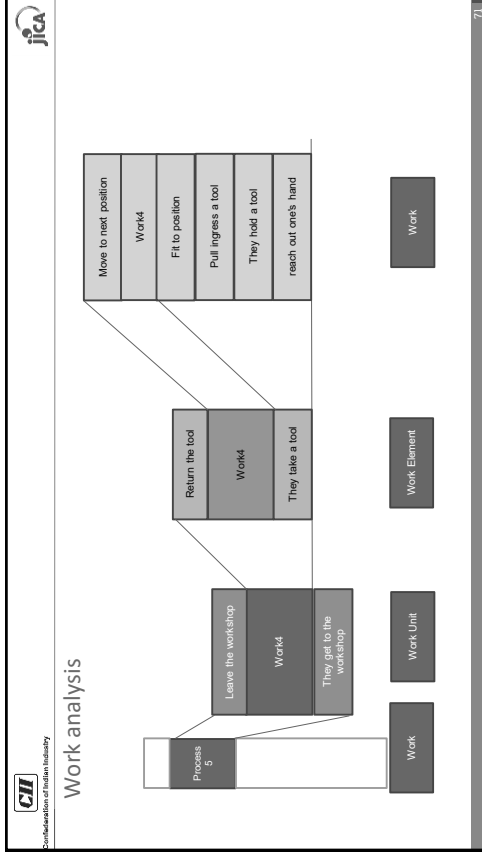 CII
Confederation of Indian Industry
jICA
Work analysis
Process
5
Leave the workshop
Work4
They get to the
workshop
Return the tool
Work4
They take a tool
Move to next position
Work4
Fit to position
Pull ingress a tool
They hold a tool
reach out one's hand
Work
Work Unit
Work Element
Work
71